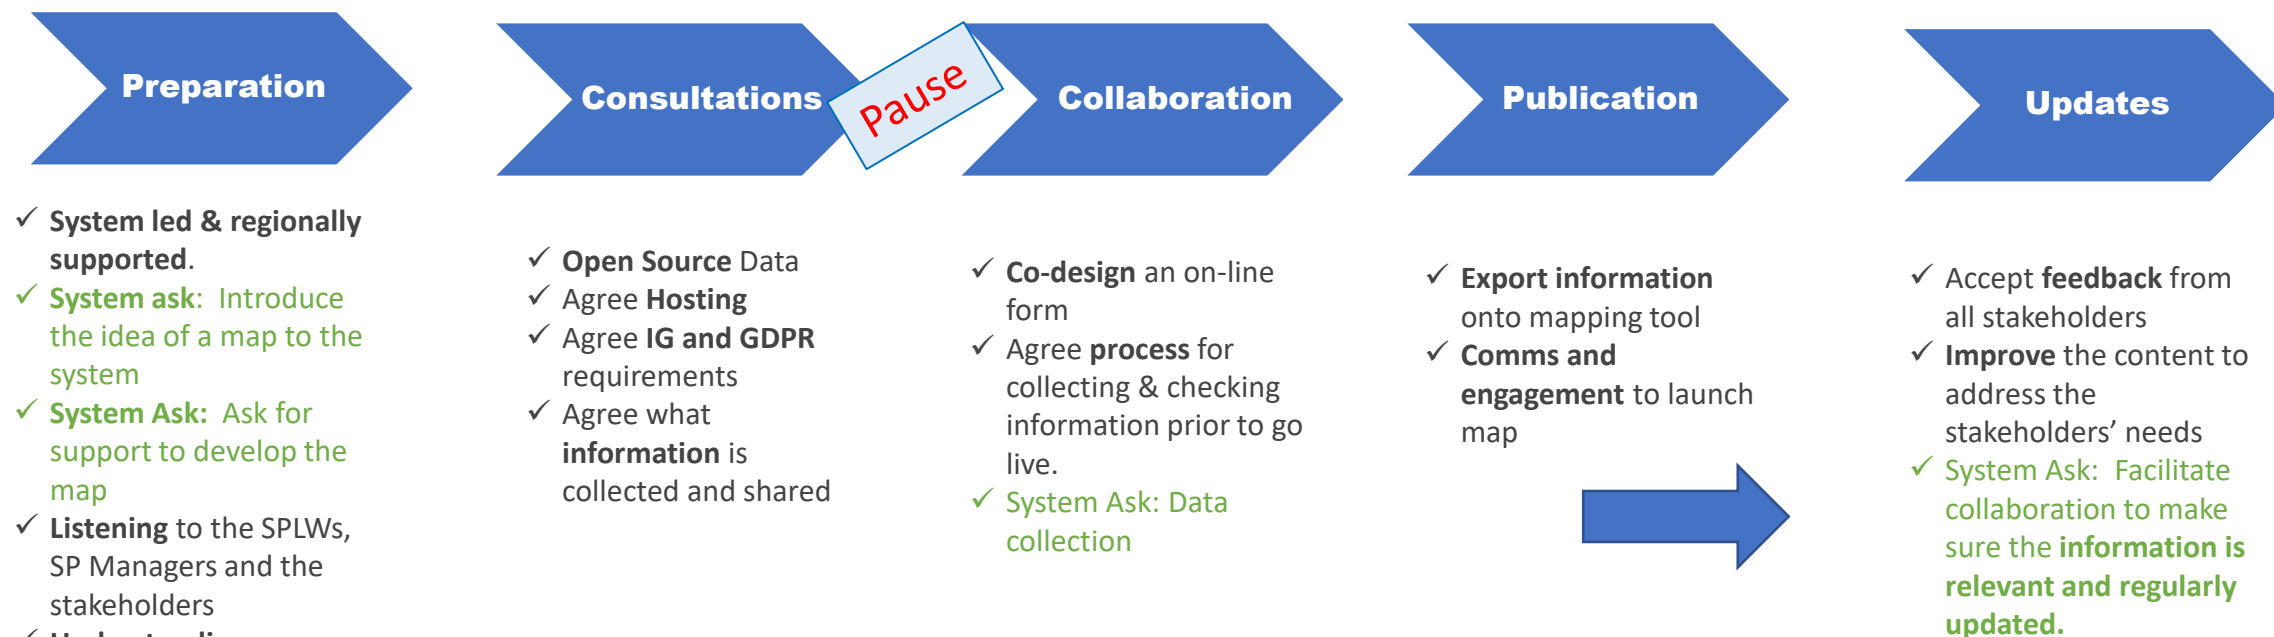 Preparation
Consultations
Pause
Collaboration
Publication
Updates
✓ System led & regionally
supported.
✓ System ask: Introduce
the idea of a map to the
system
✓ System Ask: Ask for
support to develop the
map
✓ Listening to the SPLWs,
SP Managers and the
stakeholders
✓ Open Source Data
✓ Agree Hosting
✓ Agree IG and GDPR
requirements
✓ Agree what
information is
collected and shared
✓ Co-design an on-line
form
✓ Agree process for
collecting & checking
information prior to go
live.
✓ System Ask: Data
collection
✓ Export information
onto mapping tool
✓ Comms and
engagement to launch
map
✓ Accept feedback from
all stakeholders
✓ Improve the content to
address the
stakeholders’ needs
✓ System Ask: Facilitate
collaboration to make
sure the information is
relevant and regularly
updated.